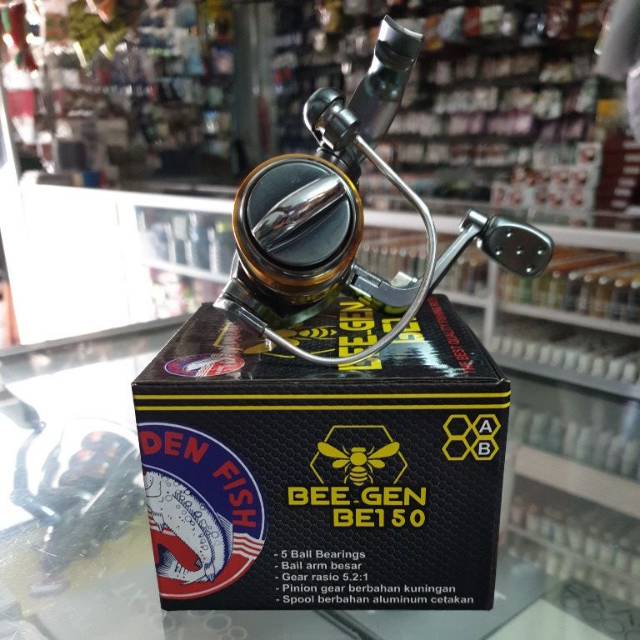 BEE.GEN
DEN FISH
A
B
BEE.GEN
BE150
- 5 Ball Bearings
- Bail arm besar
- Gear rasio 5.2:1
- Pinion gear berbahan kuningan
- Spool berbahan aluminum cetakan